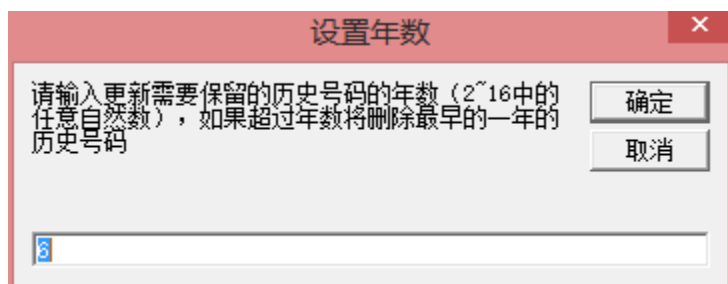 设置年数
×
请输入更新需要保留的历史号码的年数（2~16中的
任意自然数），如果超过年数将删除最早的一年的
历史号码
确定
取消